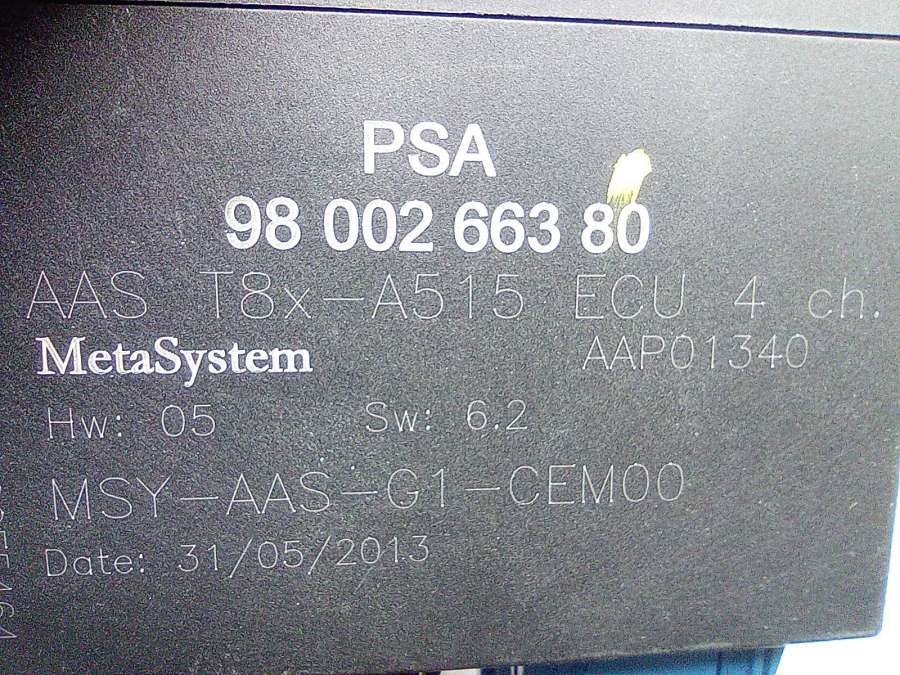 PSA
98 002 663 80
AAS T8x-A515 ECU 4 ch.
MetaSystem AAP01340
Hw: 05 Sw: 6.2
MSY-AAS-G1-CEM00
Date: 31/05/2013